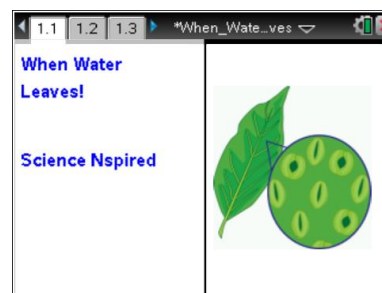 1.1 1.2 1.3 *When_Wate...ves
When Water
Leaves!
Science Nspired